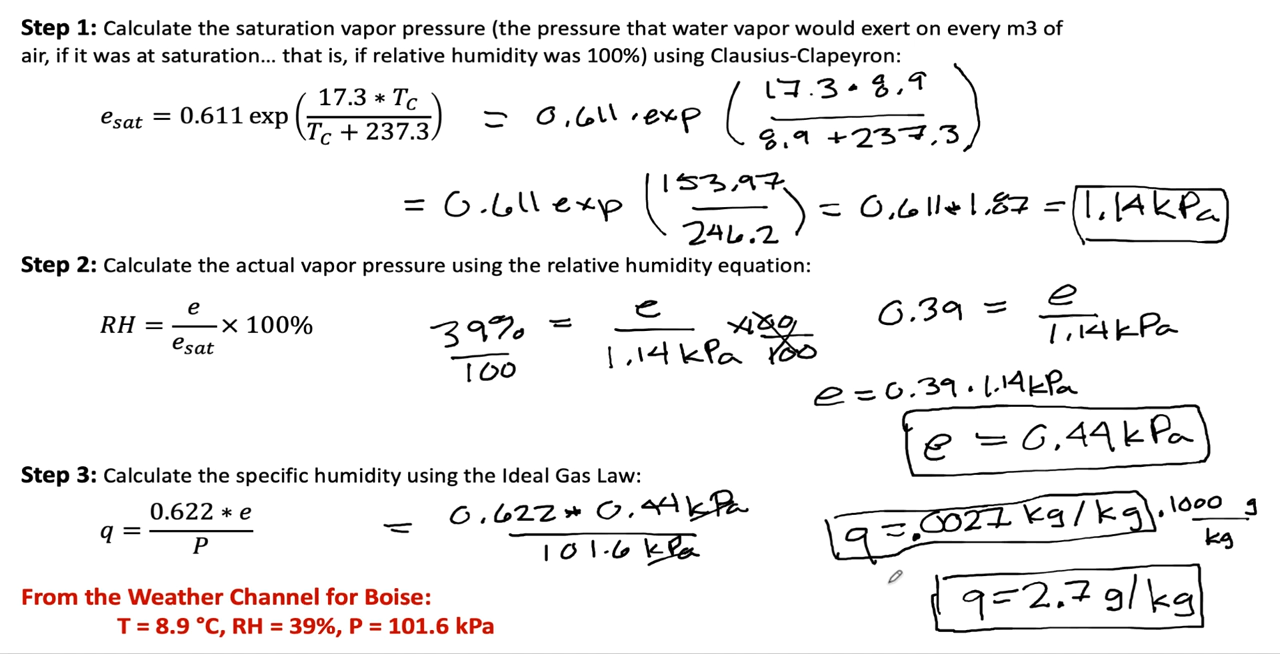 Step 1: Calculate the saturation vapor pressure (the pressure that water vapor would exert on every m3 of
air, if it was at saturation... that is, if relative humidity was 100%) using Clausius-Clapeyron:
e_sat = 0.611 exp((17.3 * T_C)/(T_C + 237.3)) = 0.611 · exp((17.3 · 8.9)/(8.9 + 237.3))
= 0.611 exp(153.97/246.2) = 0.611 * 1.87 = 1.14 kPa
Step 2: Calculate the actual vapor pressure using the relative humidity equation:
RH = e/e_sat × 100%
39%/100 = e/1.14 kPa ×100/100
0.39 = e/1.14 kPa
e = 0.39 · 1.14 kPa
e = 0.44 kPa
Step 3: Calculate the specific humidity using the Ideal Gas Law:
q = (0.622 * e)/P = (0.622 * 0.44 kPa)/(101.6 kPa)
q = .0027 kg/kg · 1000 g/kg
q = 2.7 g/kg
From the Weather Channel for Boise:
T = 8.9 °C, RH = 39%, P = 101.6 kPa